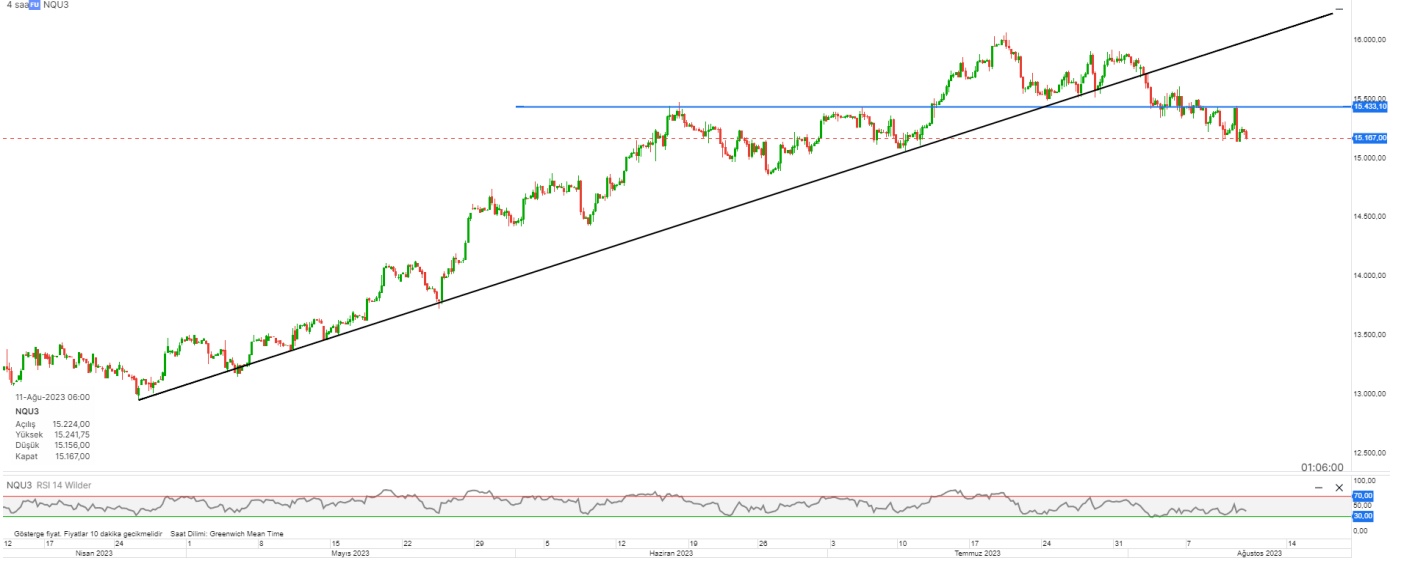 4 saa FU NQU3
16.000,00
15.500,00
15.433,10
15.167,00
15.000,00
14.500,00
14.000,00
13.500,00
13.000,00
12.500,00
11-Ağu-2023 06:00
NQU3
Açılış 15.224,00
Yüksek 15.241,75
Düşük 15.156,00
Kapat 15.167,00
01:06:00
NQU3 RSI 14 Wilder
100,00
70,00
50,00
30,00
0,00
Gösterge fiyat. Fiyatlar 10 dakika gecikmelidir Saat Dilimi: Greenwich Mean Time
12 17 24 1 8 15 22 29 5 12 19 26 3 10 17 24 31 7 14
Nisan 2023 Mayıs 2023 Haziran 2023 Temmuz 2023 Ağustos 2023